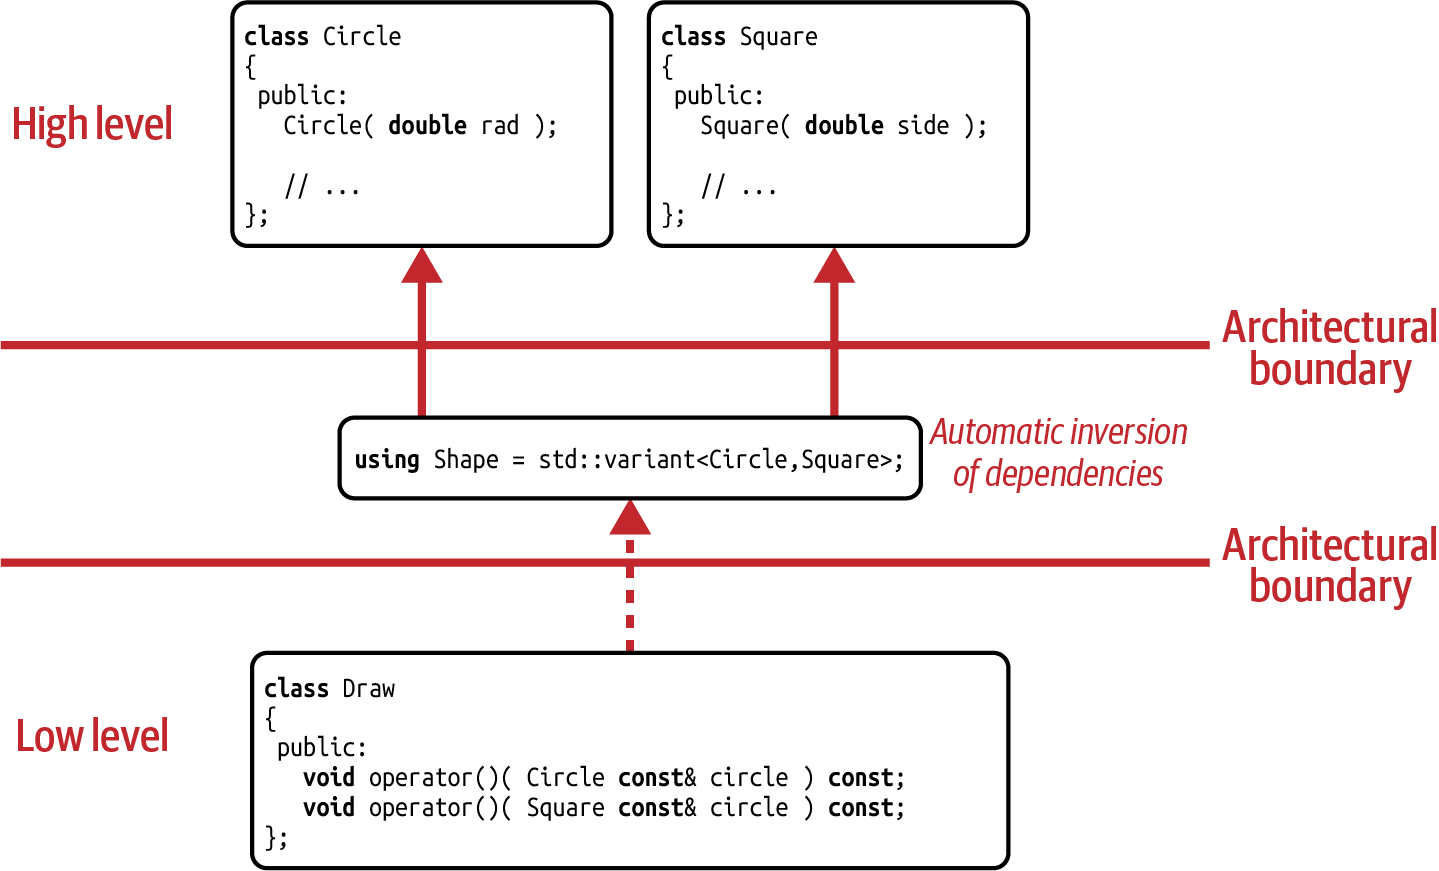 class Circle
{
 public:
   Circle( double rad );

   // ...
};
class Square
{
 public:
   Square( double side );

   // ...
};
High level
Architectural
boundary
using Shape = std::variant<Circle,Square>;
Automatic inversion
of dependencies
Architectural
boundary
Low level
class Draw
{
 public:
   void operator()( Circle const& circle ) const;
   void operator()( Square const& circle ) const;
};